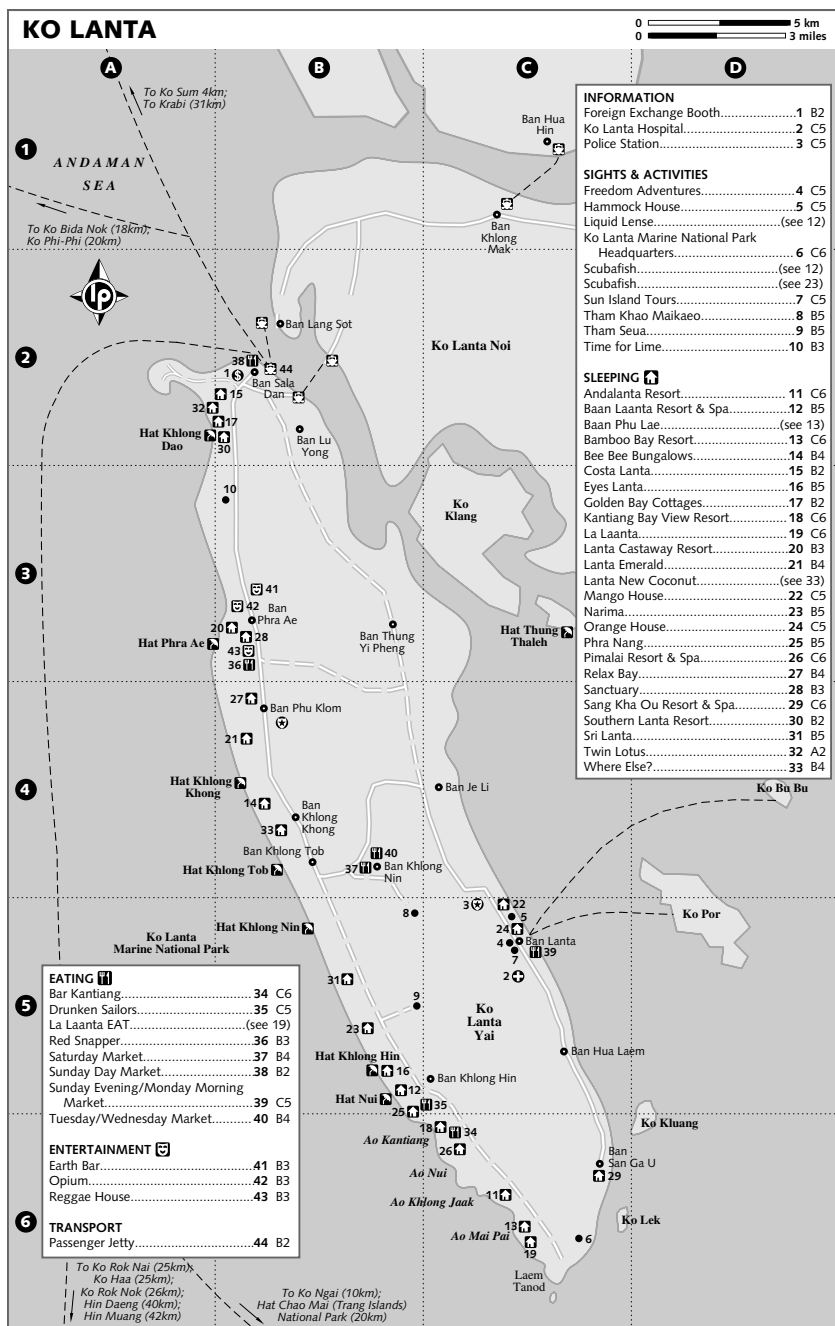 KO LANTA
0 5 km
0 3 miles
A
B
C
D
1
2
3
4
5
6
To Ko Sum 4km;
To Krabi (31km)
ANDAMAN
SEA
To Ko Bida Nok (18km);
Ko Phi-Phi (20km)
lp
Ban Hua
Hin
Ban
Khlong
Mak
Ban Lang Sot
Ko Lanta Noi
38
44
1
Ban Sala
Dan
15
32
17
Hat Khlong
Dao
30
Ban Lu
Yong
10
Ko
Klang
41
42
Ban
Phra Ae
20
28
Hat Phra Ae
43
36
Ban Thung
Yi Pheng
Hat Thung
Thaleh
27
Ban Phu Klom
21
Hat Khlong
Khong
14
Ban
Khlong
Khong
33
Ban Je Li
Ko Bu Bu
Ban Khlong Tob
40
37
Ban Khlong
Nin
Hat Khlong Tob
3
22
5
8
Hat Khlong Nin
24
Ban Lanta
4
7
39
2
Ko Por
Ko Lanta
Marine National Park
31
9
Ko
Lanta
Yai
23
Hat Khlong Hin
16
Ban Hua Laem
Ban Khlong Hin
12
Hat Nui
35
25
18
34
Ao Kantiang
26
Ko Kluang
Ao Nui
Ban
San Ga U
29
11
Ao Khlong Jaak
Ko Lek
13
Ao Mai Pai
6
19
Laem
Tanod
To Ko Rok Nai (25km);
Ko Haa (25km);
Ko Rok Nok (26km);
Hin Daeng (40km);
Hin Muang (42km)
To Ko Ngai (10km);
Hat Chao Mai (Trang Islands)
National Park (20km)
INFORMATION
Foreign Exchange Booth.......................1 B2
Ko Lanta Hospital...............................2 C5
Police Station.....................................3 C5
SIGHTS & ACTIVITIES
Freedom Adventures...........................4 C5
Hammock House................................5 C5
Liquid Lense..................................(see 12)
Ko Lanta Marine National Park
Headquarters..................................6 C6
Scubafish......................................(see 12)
Scubafish......................................(see 23)
Sun Island Tours.................................7 C5
Tham Khao Maikaeo...........................8 B5
Tham Seua........................................9 B5
Time for Lime...................................10 B3
SLEEPING
Andalanta Resort...............................11 C6
Baan Laanta Resort & Spa..................12 B5
Baan Phu Lae................................(see 13)
Bamboo Bay Resort...........................13 C6
Bee Bee Bungalows...........................14 B4
Costa Lanta......................................15 B2
Eyes Lanta.......................................16 B5
Golden Bay Cottages.........................17 B2
Kantiang Bay View Resort..................18 C6
La Laanta.........................................19 C6
Lanta Castaway Resort......................20 B3
Lanta Emerald..................................21 B4
Lanta New Coconut........................(see 33)
Mango House...................................22 C5
Narima............................................23 B5
Orange House...................................24 C5
Phra Nang.......................................25 B5
Pimalai Resort & Spa.........................26 C6
Relax Bay.........................................27 B4
Sanctuary........................................28 B3
Sang Kha Ou Resort & Spa................29 C6
Southern Lanta Resort.......................30 B2
Sri Lanta..........................................31 B5
Twin Lotus.......................................32 A2
Where Else?.....................................33 B4
EATING
Bar Kantiang....................................34 C6
Drunken Sailors................................35 C5
La Laanta EAT...............................(see 19)
Red Snapper....................................36 B3
Saturday Market...............................37 B4
Sunday Day Market..........................38 B2
Sunday Evening/Monday Morning
Market.........................................39 C5
Tuesday/Wednesday Market..............40 B4
ENTERTAINMENT
Earth Bar.........................................41 B3
Opium.............................................42 B3
Reggae House..................................43 B3
TRANSPORT
Passenger Jetty.................................44 B2